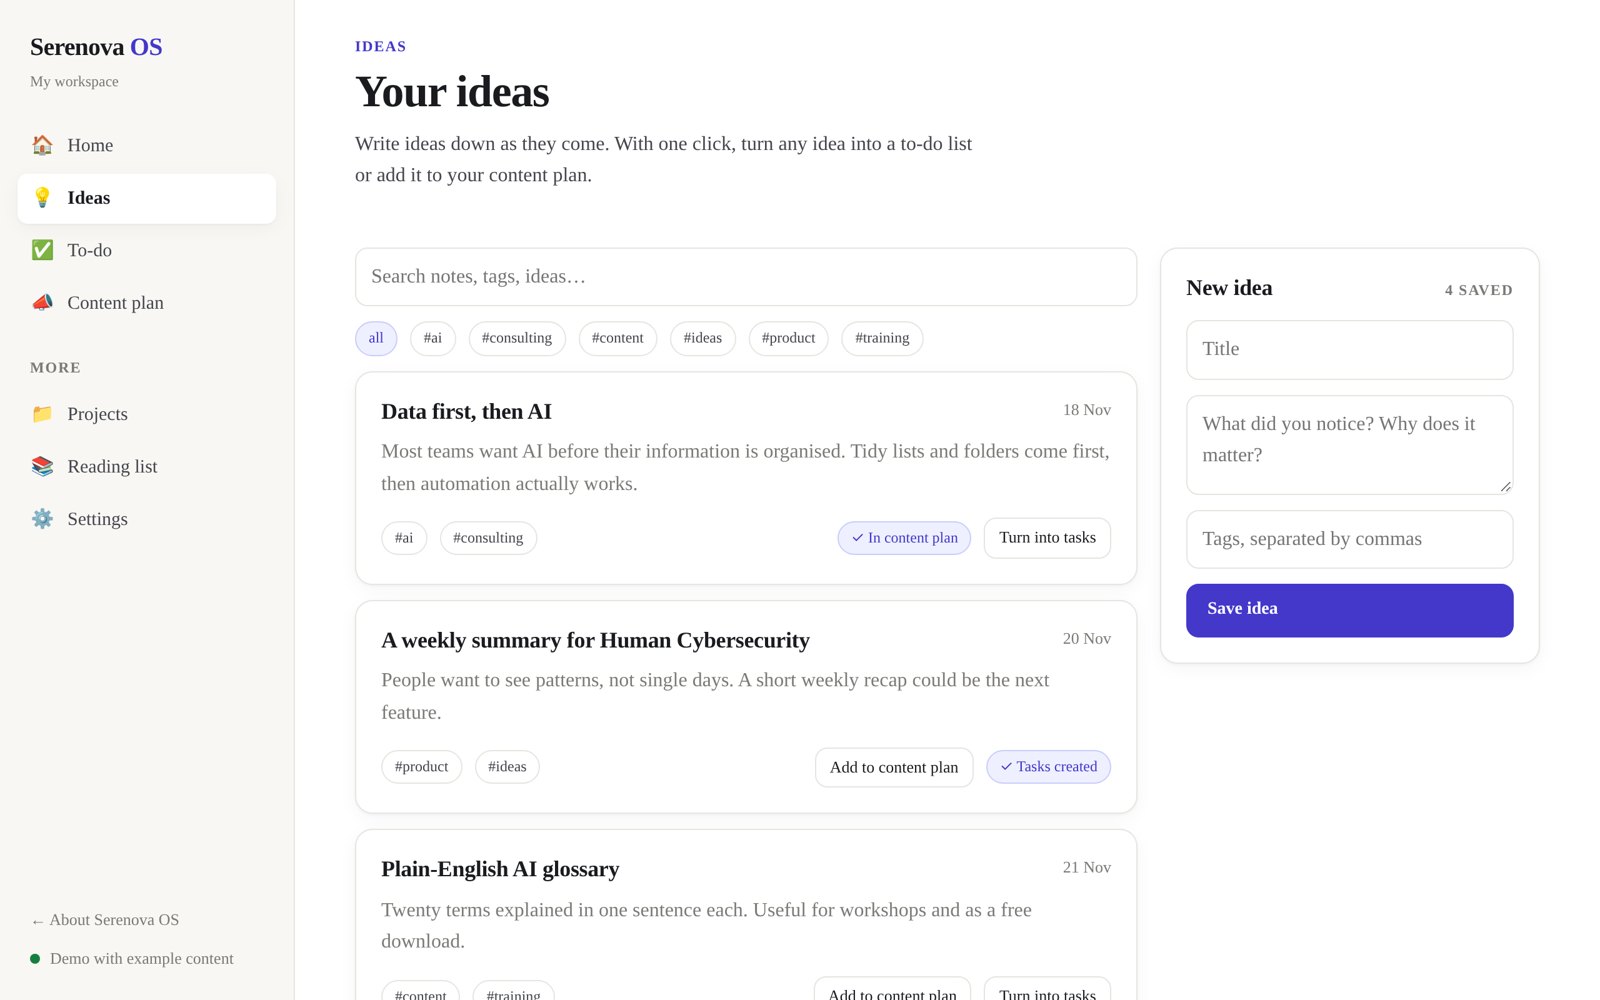 Serenova OS
My workspace
Home
Ideas
To-do
Content plan
MORE
Projects
Reading list
Settings
← About Serenova OS
Demo with example content
IDEAS
Your ideas
Write ideas down as they come. With one click, turn any idea into a to-do list
or add it to your content plan.
Search notes, tags, ideas…
all #ai #consulting #content #ideas #product #training
Data first, then AI 18 Nov
Most teams want AI before their information is organised. Tidy lists and folders come first,
then automation actually works.
#ai #consulting ✓ In content plan Turn into tasks
A weekly summary for Human Cybersecurity 20 Nov
People want to see patterns, not single days. A short weekly recap could be the next
feature.
#product #ideas Add to content plan ✓ Tasks created
Plain-English AI glossary 21 Nov
Twenty terms explained in one sentence each. Useful for workshops and as a free
download.
#content #training Add to content plan Turn into tasks
New idea 4 SAVED
Title
What did you notice? Why does it
matter?
Tags, separated by commas
Save idea